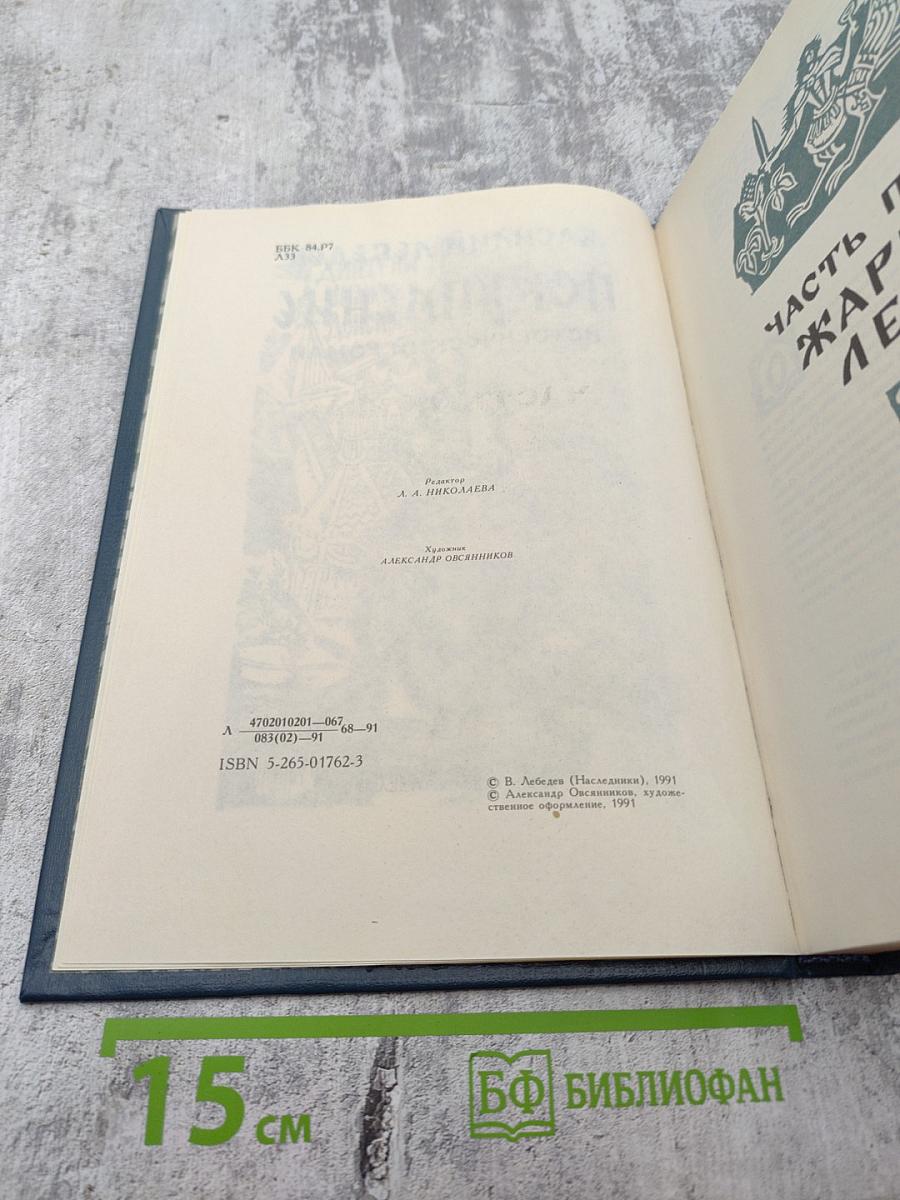 ББК 84.Р7
Л33
Редактор
Л. А. НИКОЛАЕВА
Художник
АЛЕКСАНДР ОВСЯННИКОВ
Л 4702010201—067 68—91
083(02)—91
ISBN 5-265-01762-3
© В. Лебедев (Наследники), 1991
© Александр Овсянников, художе-
ственное оформление, 1991
ЧАСТЬ П
ЖАР
ЛЕ
15 см
БФ БИБЛИОФАН